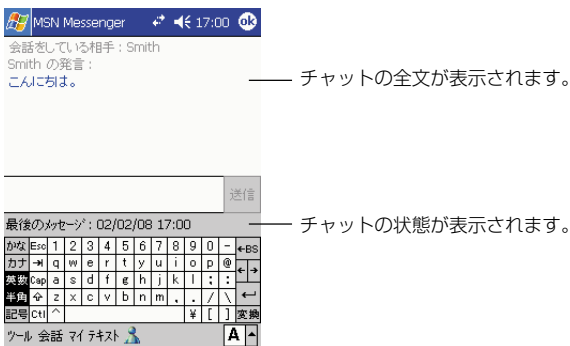 MSN Messenger 17:00 ok
会話をしている相手 : Smith
Smith の発言 :
こんにちは。
チャットの全文が表示されます。
送信
最後のメッセージ : 02/02/08 17:00
チャットの状態が表示されます。
かな Esc 1 2 3 4 5 6 7 8 9 0 - ←BS
カナ →| q w e r t y u i o p @ ← →
英数 Cap a s d f g h j k l ; :
半角 ⇧ z x c v b n m , . / \ ↵
記号 Ctl ^ ¥ [ ] 変換
ツール 会話 マイ テキスト A